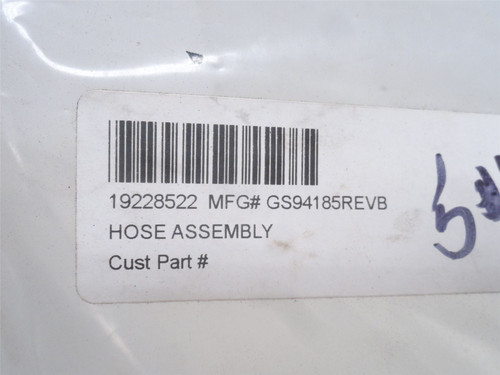 19228522 MFG# GS94185REVB
HOSE ASSEMBLY
Cust Part #